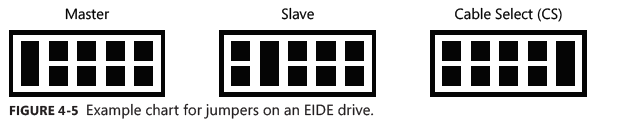 Master Slave Cable Select (CS)
FIGURE 4-5 Example chart for jumpers on an EIDE drive.